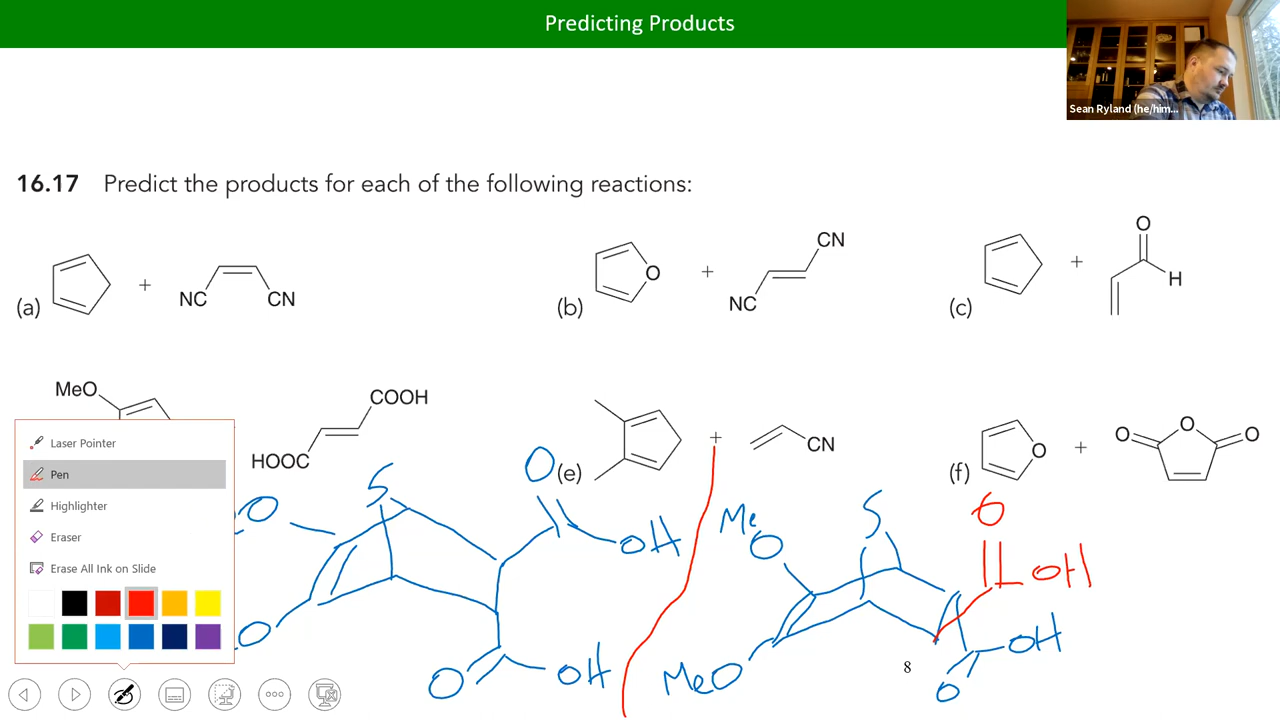 Predicting Products
Sean Ryland (he/him...
16.17 Predict the products for each of the following reactions:
(a) + NC CN
(b) O + NC CN
(c) + O H
MeO COOH HOOC
(e) + CN
(f) O + O O O
Laser Pointer
Pen
Highlighter
Eraser
Erase All Ink on Slide
O S O OH
O O OH
Me O S O OH
MeO O OH
8